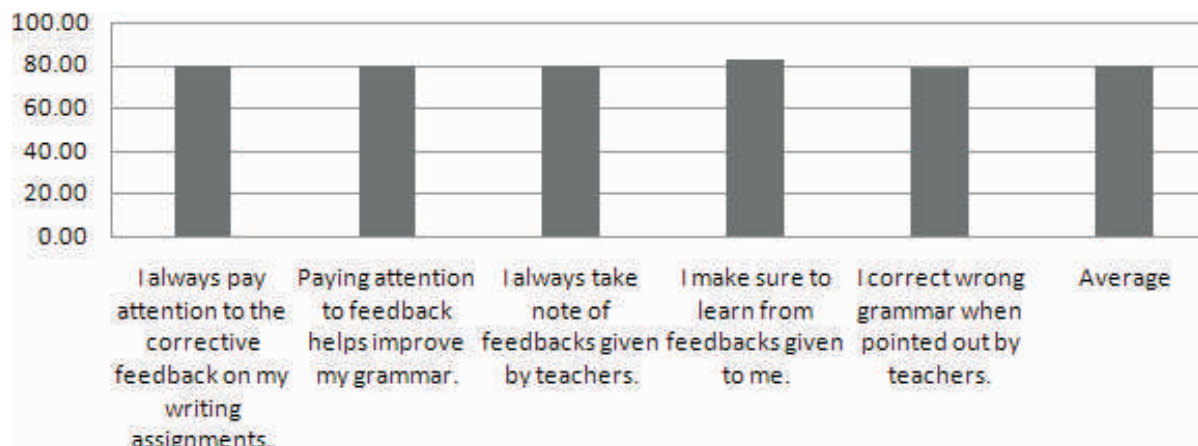 100.00
80.00
60.00
40.00
20.00
0.00
I always pay
attention to the
corrective
feedback on my
writing
assignments.
Paying attention
to feedback
helps improve
my grammar.
I always take
note of
feedbacks given
by teachers.
I make sure to
learn from
feedbacks given
to me.
I correct wrong
grammar when
pointed out by
teachers.
Average